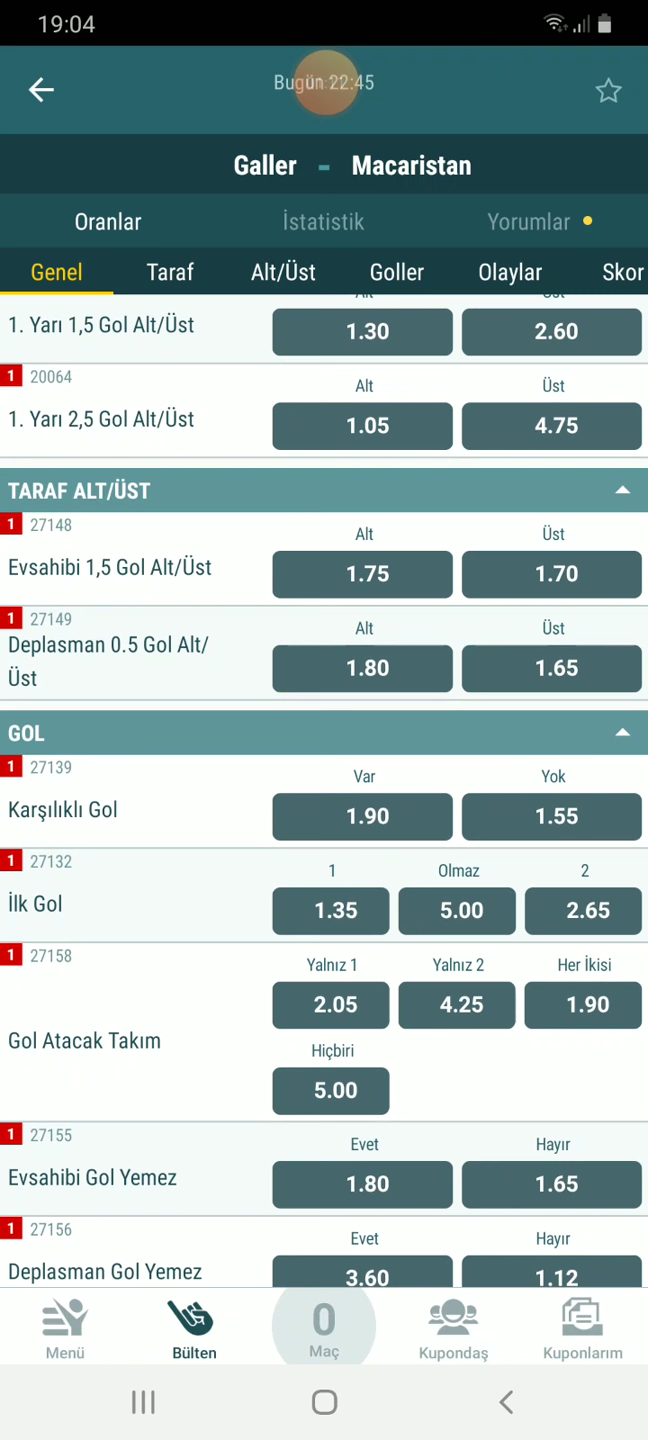 19:04
Bugün 22:45
Galler - Macaristan
Oranlar İstatistik Yorumlar
Genel Taraf Alt/Üst Goller Olaylar Skor
Alt Üst
1. Yarı 1,5 Gol Alt/Üst 1.30 2.60
1 20064 Alt Üst
1. Yarı 2,5 Gol Alt/Üst 1.05 4.75
TARAF ALT/ÜST
1 27148 Alt Üst
Evsahibi 1,5 Gol Alt/Üst 1.75 1.70
1 27149 Alt Üst
Deplasman 0.5 Gol Alt/
Üst 1.80 1.65
GOL
1 27139 Var Yok
Karşılıklı Gol 1.90 1.55
1 27132 1 Olmaz 2
İlk Gol 1.35 5.00 2.65
1 27158 Yalnız 1 Yalnız 2 Her İkisi
2.05 4.25 1.90
Gol Atacak Takım
Hiçbiri
5.00
1 27155 Evet Hayır
Evsahibi Gol Yemez 1.80 1.65
1 27156 Evet Hayır
Deplasman Gol Yemez 3.60 1.12
0
Menü Bülten Maç Kupondaş Kuponlarım